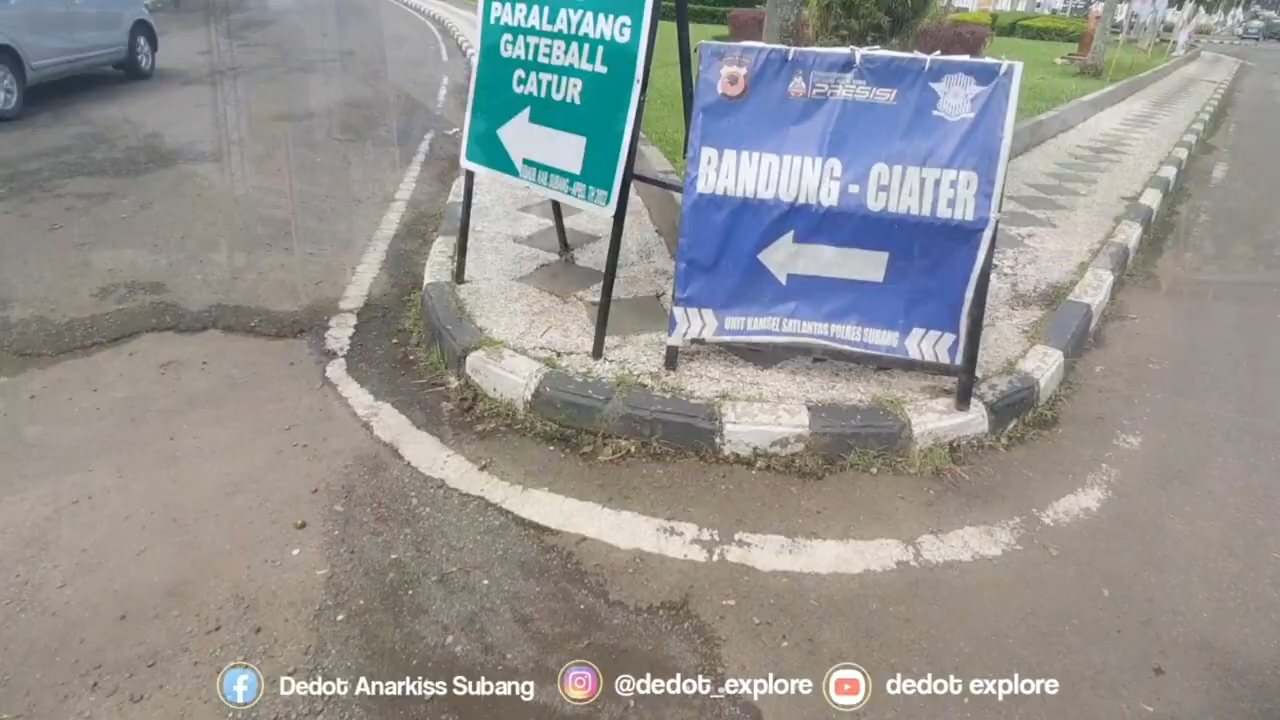 PARALAYANG
GATEBALL
CATUR
PRESISI
BANDUNG - CIATER
UNIT KAMSEL SATLANTAS POLRES SUBANG
Dedot Anarkiss Subang
@dedot_explore
dedot explore